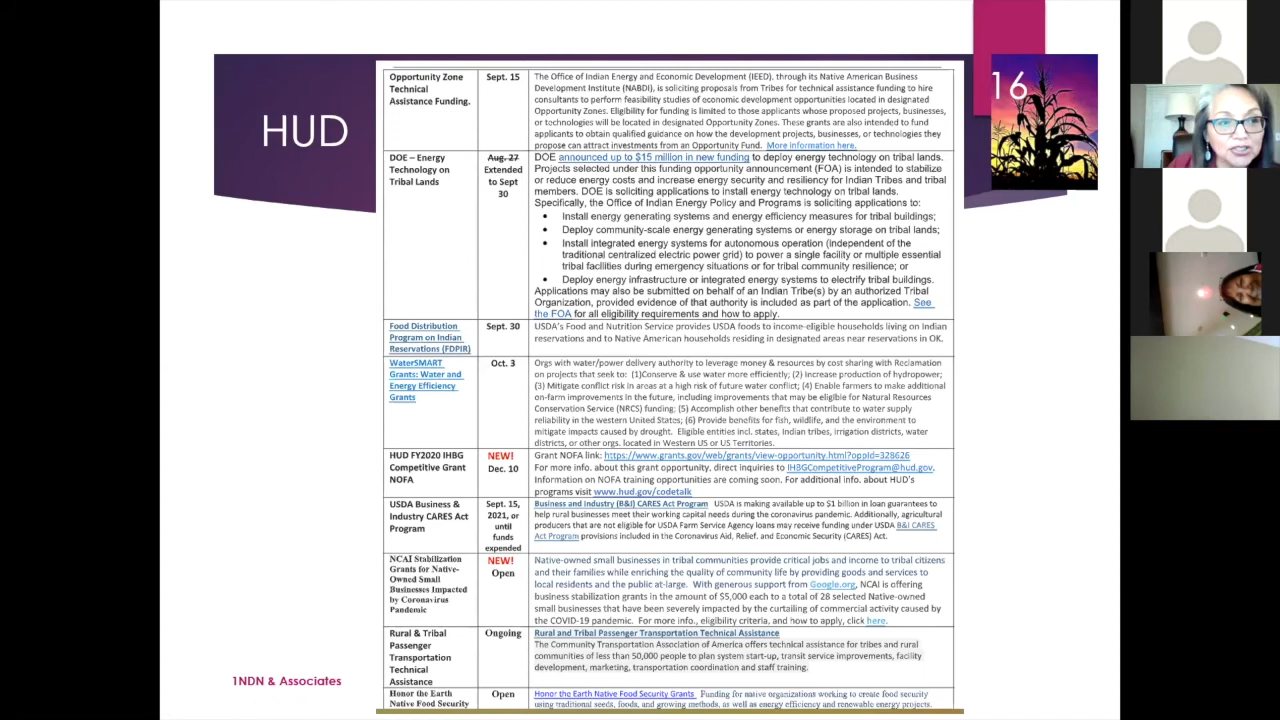 HUD
16
Opportunity Zone
Technical
Assistance Funding.
Sept. 15
The Office of Indian Energy and Economic Development (IEED), through its Native American Business
Development Institute (NABDI), is soliciting proposals from Tribes for technical assistance funding to hire
consultants to perform feasibility studies of economic development opportunities located in designated
Opportunity Zones. Eligibility for funding is limited to those applicants whose proposed projects, businesses,
or technologies will be located in designated Opportunity Zones. These grants are also intended to fund
applicants to obtain qualified guidance on how the development projects, businesses, or technologies they
propose can attract investments from an Opportunity Fund. More information here.
DOE – Energy
Technology on
Tribal Lands
Aug. 27
Extended
to Sept
30
DOE announced up to $15 million in new funding to deploy energy technology on tribal lands.
Projects selected under this funding opportunity announcement (FOA) is intended to stabilize
or reduce energy costs and increase energy security and resiliency for Indian Tribes and tribal
members. DOE is soliciting applications to install energy technology on tribal lands.
Specifically, the Office of Indian Energy Policy and Programs is soliciting applications to:
• Install energy generating systems and energy efficiency measures for tribal buildings;
• Deploy community-scale energy generating systems or energy storage on tribal lands;
• Install integrated energy systems for autonomous operation (independent of the
traditional centralized electric power grid) to power a single facility or multiple essential
tribal facilities during emergency situations or for tribal community resilience; or
• Deploy energy infrastructure or integrated energy systems to electrify tribal buildings.
Applications may also be submitted on behalf of an Indian Tribe(s) by an authorized Tribal
Organization, provided evidence of that authority is included as part of the application. See
the FOA for all eligibility requirements and how to apply.
Food Distribution
Program on Indian
Reservations (FDPIR)
Sept. 30
USDA's Food and Nutrition Service provides USDA foods to income-eligible households living on Indian
reservations and to Native American households residing in designated areas near reservations in OK.
WaterSMART
Grants: Water and
Energy Efficiency
Grants
Oct. 3
Orgs with water/power delivery authority to leverage money & resources by cost sharing with Reclamation
on projects that seek to: (1)Conserve & use water more efficiently; (2) Increase production of hydropower;
(3) Mitigate conflict risk in areas at a high risk of future water conflict; (4) Enable farmers to make additional
on-farm improvements in the future, including improvements that may be eligible for Natural Resources
Conservation Service (NRCS) funding; (5) Accomplish other benefits that contribute to water supply
reliability in the western United States; (6) Provide benefits for fish, wildlife, and the environment to
mitigate impacts caused by drought. Eligible entities incl. states, Indian tribes, irrigation districts, water
districts, or other orgs. located in Western US or US Territories.
HUD FY2020 IHBG
Competitive Grant
NOFA
NEW!
Dec. 10
Grant NOFA link: https://www.grants.gov/web/grants/view-opportunity.html?oppId=328626
For more info. about this grant opportunity, direct inquiries to IHBGCompetitiveProgram@hud.gov.
Information on NOFA training opportunities are coming soon. For additional info. about HUD's
programs visit www.hud.gov/codetalk
USDA Business &
Industry CARES Act
Program
Sept. 15,
2021, or
until
funds
expended
Business and Industry (B&I) CARES Act Program USDA is making available up to $1 billion in loan guarantees to
help rural businesses meet their working capital needs during the coronavirus pandemic. Additionally, agricultural
producers that are not eligible for USDA Farm Service Agency loans may receive funding under USDA B&I CARES
Act Program provisions included in the Coronavirus Aid, Relief, and Economic Security (CARES) Act.
NCAI Stabilization
Grants for Native-
Owned Small
Businesses Impacted
by Coronavirus
Pandemic
NEW!
Open
Native-owned small businesses in tribal communities provide critical jobs and income to tribal citizens
and their families while enriching the quality of community life by providing goods and services to
local residents and the public at-large. With generous support from Google.org, NCAI is offering
business stabilization grants in the amount of $5,000 each to a total of 28 selected Native-owned
small businesses that have been severely impacted by the curtailing of commercial activity caused by
the COVID-19 pandemic. For more info., eligibility criteria, and how to apply, click here.
Rural & Tribal
Passenger
Transportation
Technical
Assistance
Ongoing
Rural and Tribal Passenger Transportation Technical Assistance
The Community Transportation Association of America offers technical assistance for tribes and rural
communities of less than 50,000 people to plan system start-up, transit service improvements, facility
development, marketing, transportation coordination and staff training.
Honor the Earth
Native Food Security
Open
Honor the Earth Native Food Security Grants Funding for native organizations working to create food security
using traditional seeds, foods, and growing methods, as well as energy efficiency and renewable energy projects.
1NDN & Associates